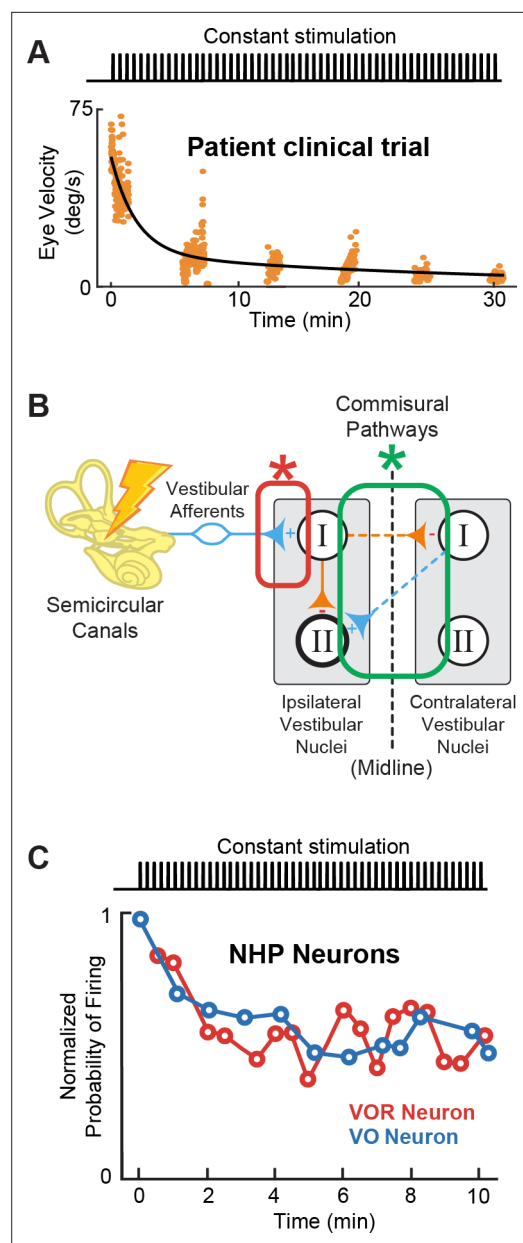 A
Constant stimulation
75
Eye Velocity
(deg/s)
Patient clinical trial
0
0
10
20
30
Time (min)
B
Commisural
Pathways
*
*
Vestibular
Afferents
+
I
-
I
-
+
II
II
Semicircular
Canals
Ipsilateral
Vestibular
Nuclei
Contralateral
Vestibular
Nuclei
(Midline)
C
Constant stimulation
1
NHP Neurons
Normalized
Probability of Firing
VOR Neuron
VO Neuron
0
0
2
4
6
8
10
Time (min)